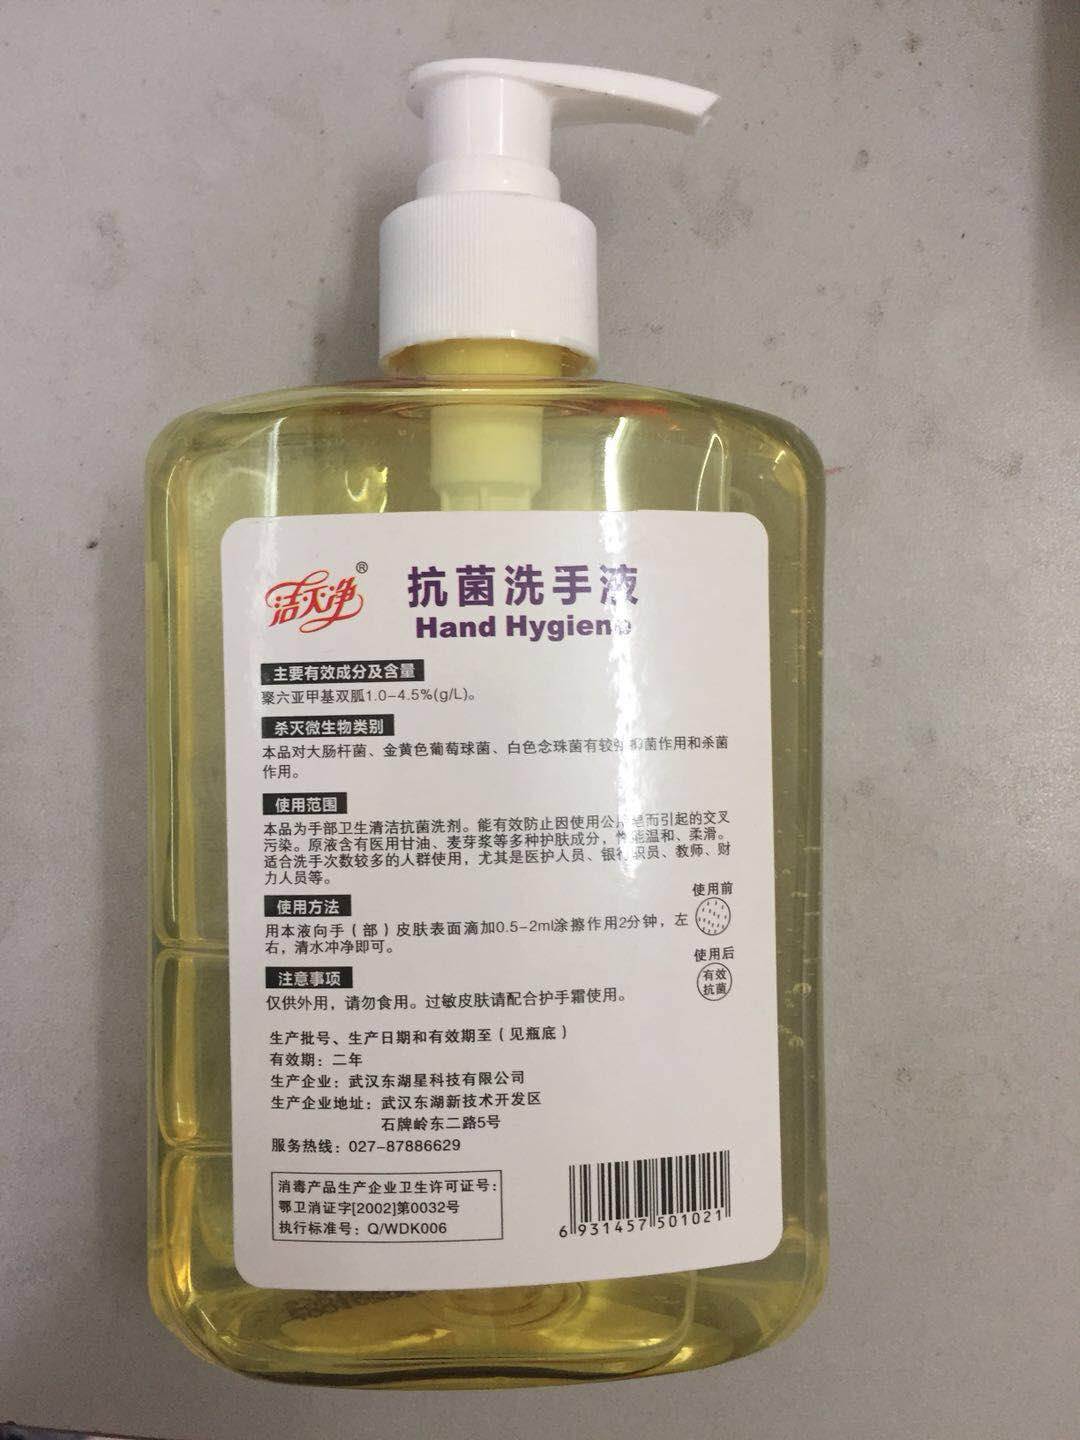 洁灭净®
抗菌洗手液
Hand Hygiene
主要有效成分及含量
聚六亚甲基双胍1.0-4.5%(g/L)。
杀灭微生物类别
本品对大肠杆菌、金黄色葡萄球菌、白色念珠菌有较强抑菌作用和杀菌
作用。
使用范围
本品为手部卫生清洁抗菌洗剂。能有效防止因使用公用皂而引起的交叉
污染。原液含有医用甘油、麦芽浆等多种护肤成分，性能温和、柔滑。
适合洗手次数较多的人群使用，尤其是医护人员、银行职员、教师、财
力人员等。
使用方法
用本液向手（部）皮肤表面滴加0.5-2ml涂擦作用2分钟，左
右，清水冲净即可。
使用前
使用后
有效
抗菌
注意事项
仅供外用，请勿食用。过敏皮肤请配合护手霜使用。
生产批号、生产日期和有效期至（见瓶底）
有效期：二年
生产企业：武汉东湖星科技有限公司
生产企业地址：武汉东湖新技术开发区
石牌岭东二路5号
服务热线：027-87886629
消毒产品生产企业卫生许可证号：
鄂卫消证字[2002]第0032号
执行标准号：Q/WDK006
6 931457 501021